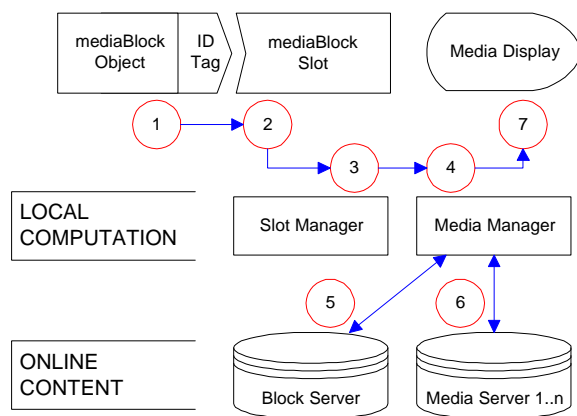 mediaBlock
Object
ID
Tag
mediaBlock
Slot
Media Display
1
2
7
3
4
LOCAL
COMPUTATION
Slot Manager
Media Manager
5
6
ONLINE
CONTENT
Block Server
Media Server 1..n